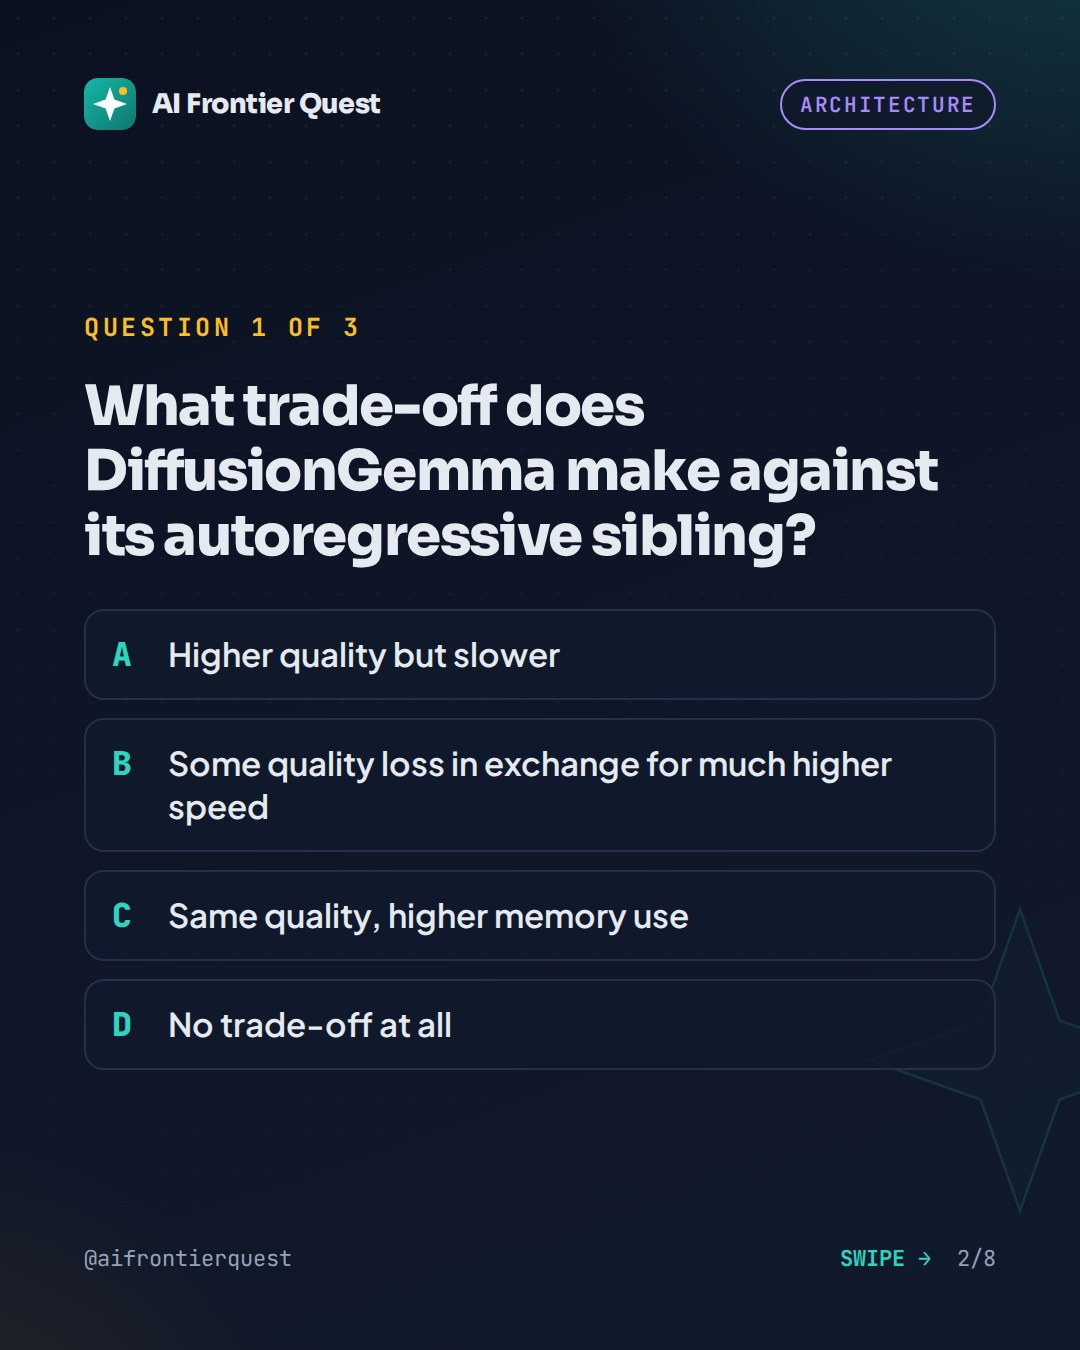 AI Frontier Quest
ARCHITECTURE
QUESTION 1 OF 3
What trade-off does
DiffusionGemma make against
its autoregressive sibling?
A Higher quality but slower
B Some quality loss in exchange for much higher
speed
C Same quality, higher memory use
D No trade-off at all
@aifrontierquest
SWIPE → 2/8